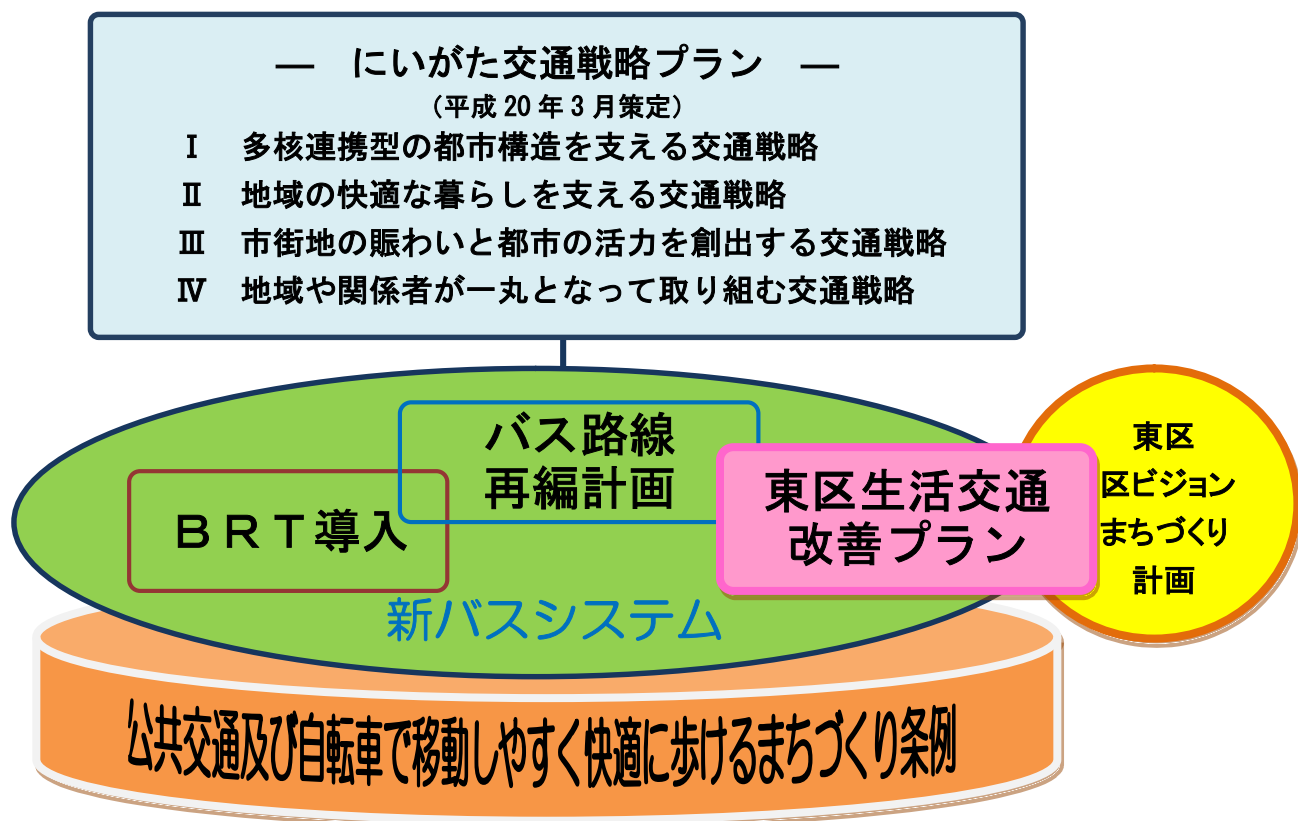 ― にいがた交通戦略プラン ―
（平成20年3月策定）
Ⅰ 多核連携型の都市構造を支える交通戦略
Ⅱ 地域の快適な暮らしを支える交通戦略
Ⅲ 市街地の賑わいと都市の活力を創出する交通戦略
Ⅳ 地域や関係者が一丸となって取り組む交通戦略
バス路線
再編計画
ＢＲＴ導入
東区生活交通
改善プラン
東区
区ビジョン
まちづくり
計画
新バスシステム
公共交通及び自転車で移動しやすく快適に歩けるまちづくり条例